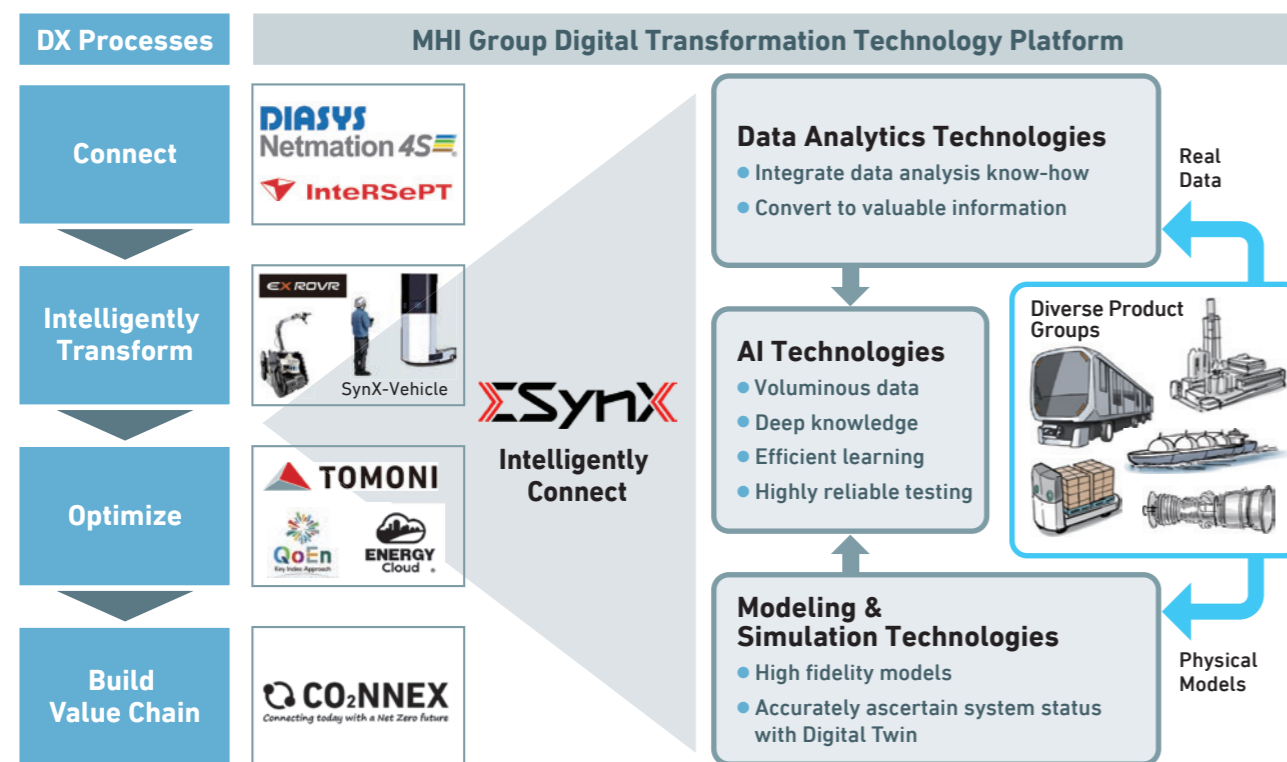 DX Processes
MHI Group Digital Transformation Technology Platform
Connect
DIASYS
Netmation 4S
InteRSePT
Intelligently
Transform
EX ROVR
SynX-Vehicle
Optimize
TOMONI
QoEn
Key Index Approach
ENERGY
Cloud
Build
Value Chain
CO₂NNEX
Connecting today with a Net Zero future
ΣSynX
Intelligently
Connect
Data Analytics Technologies
● Integrate data analysis know-how
● Convert to valuable information
AI Technologies
● Voluminous data
● Deep knowledge
● Efficient learning
● Highly reliable testing
Modeling &
Simulation Technologies
● High fidelity models
● Accurately ascertain system status
with Digital Twin
Real
Data
Diverse Product
Groups
Physical
Models